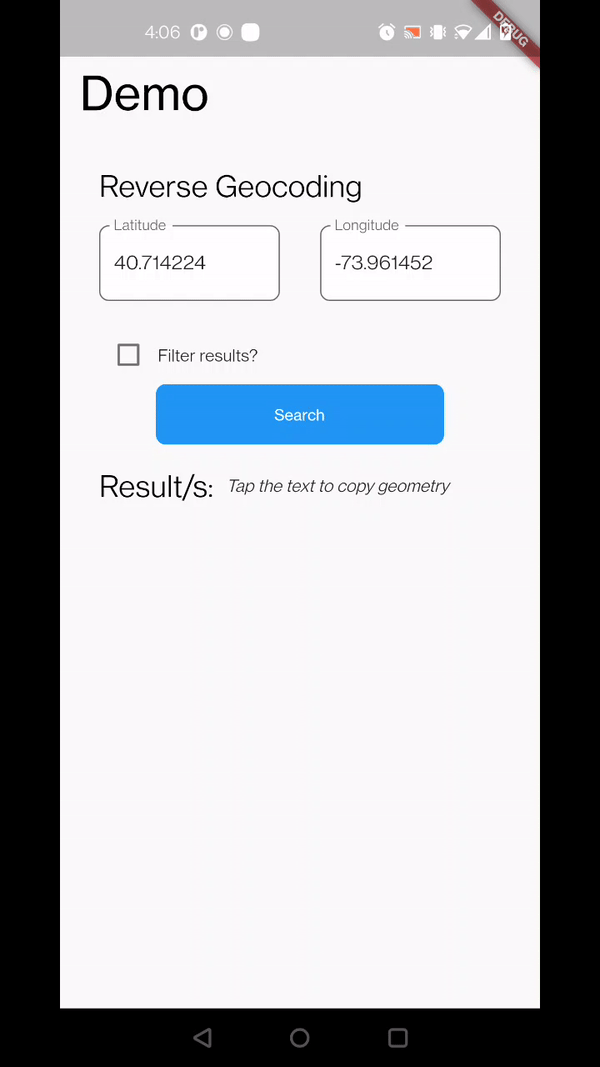 4:06
DEBUG
Demo
Reverse Geocoding
Latitude Longitude
40.714224 -73.961452
Filter results?
Search
Result/s: Tap the text to copy geometry